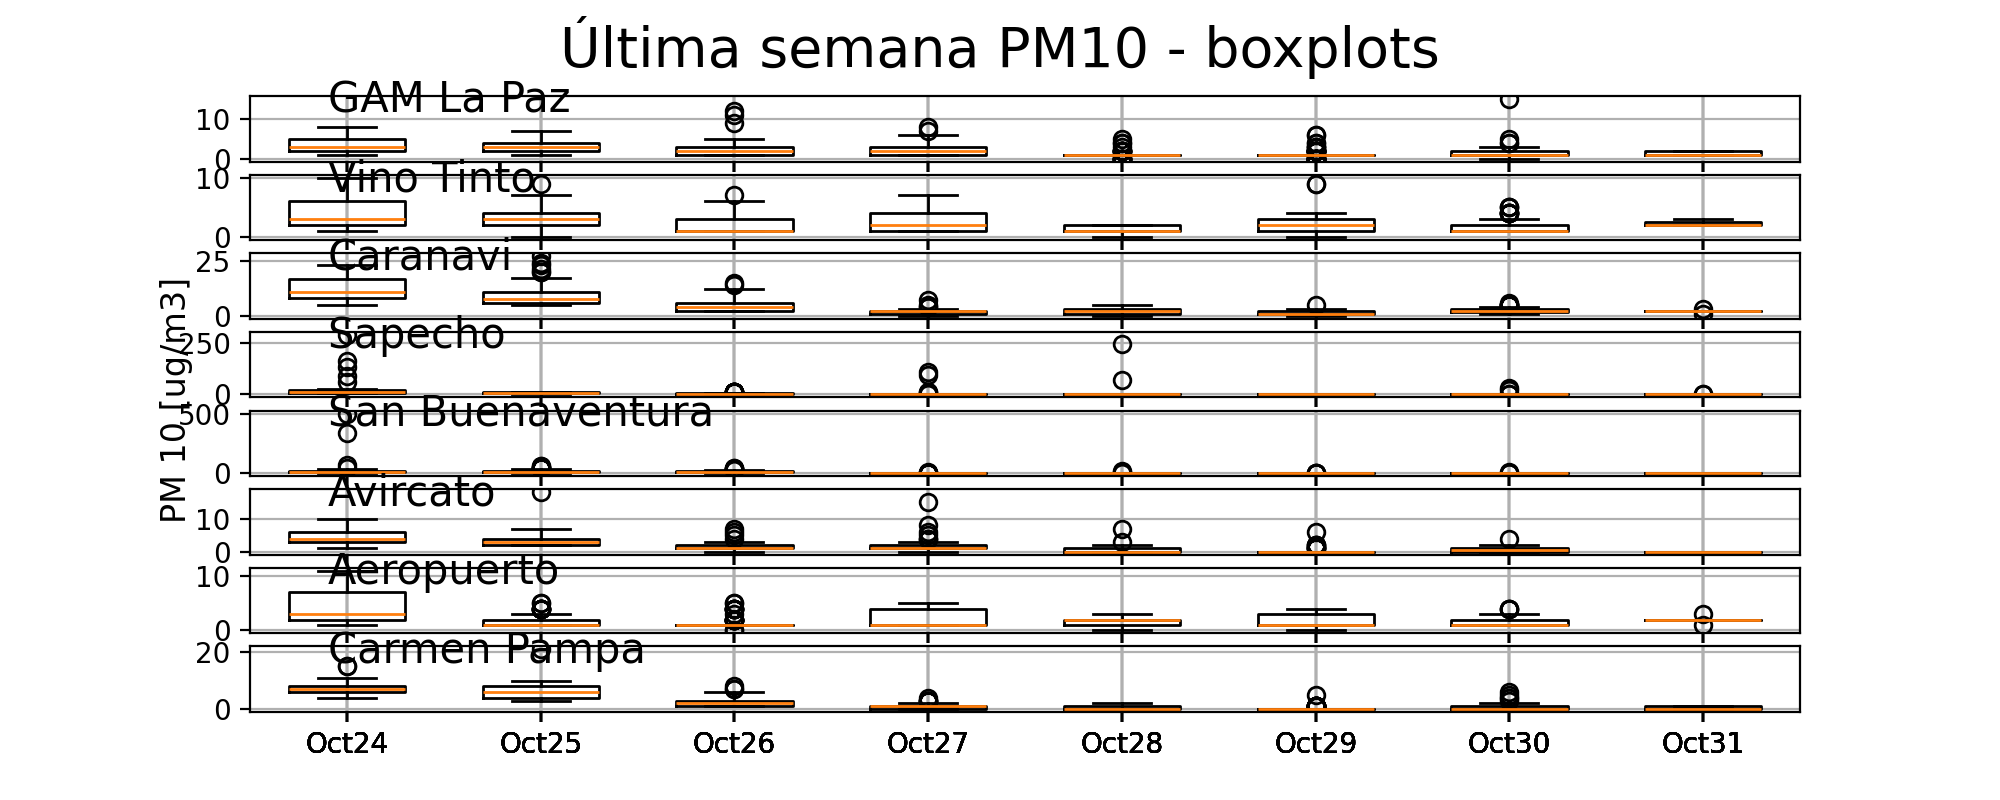 Última semana PM10 - boxplots
GAM La Paz
10
0
Vino Tinto
10
0
Caranavi
25
0
Sapecho
250
0
San Buenaventura
500
0
Avircato
10
0
Aeropuerto
10
0
Carmen Pampa
20
0
PM 10 [ug/m3]
Oct24 Oct25 Oct26 Oct27 Oct28 Oct29 Oct30 Oct31